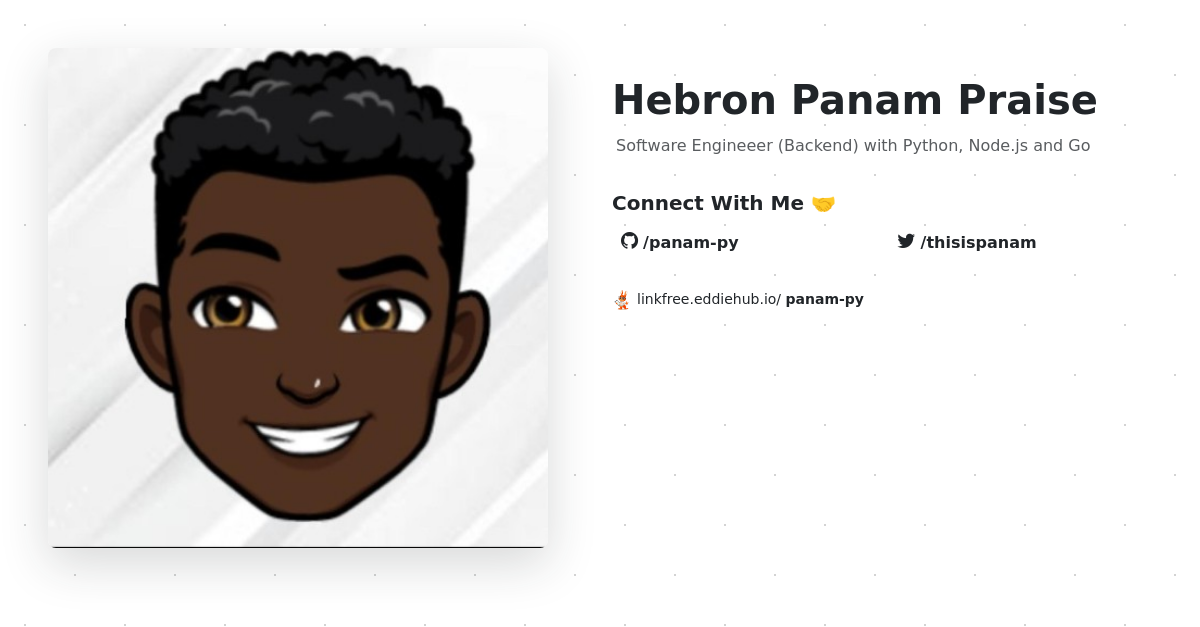 Hebron Panam Praise
Software Engineeer (Backend) with Python, Node.js and Go
Connect With Me 🤝
/panam-py
/thisispanam
linkfree.eddiehub.io/ panam-py